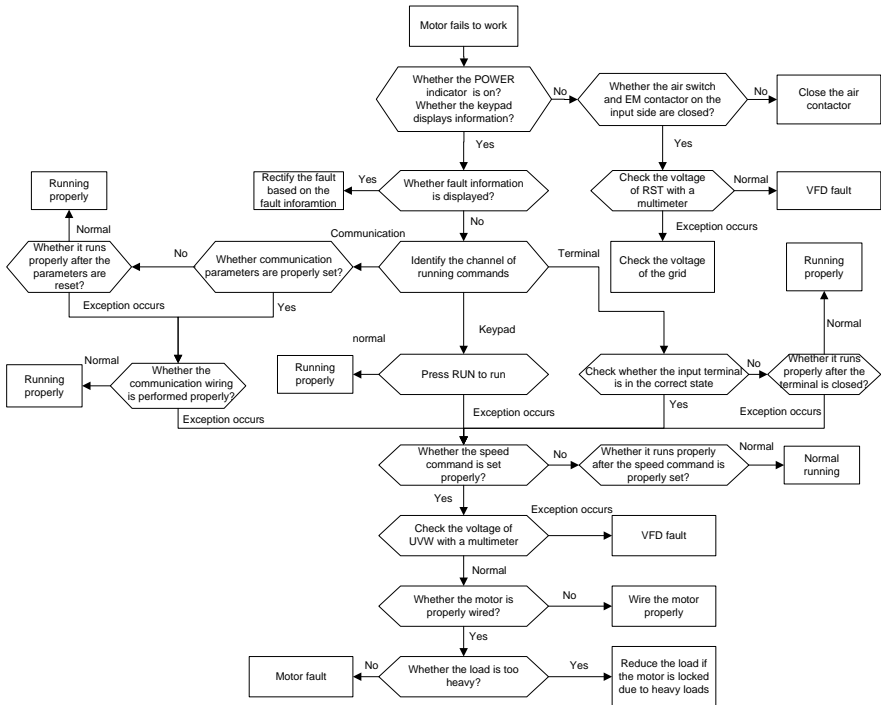 Motor fails to work
Whether the POWER
indicator is on?
Whether the keypad
displays information?
No
Whether the air switch
and EM contactor on the
input side are closed?
No
Close the air
contactor
Yes
Yes
Running
properly
Rectify the fault
based on the
fault inforamtion
Yes
Whether fault information
is displayed?
Check the voltage
of RST with a
multimeter
Normal
VFD fault
Normal
No
Exception occurs
Communication
Terminal
Whether it runs
properly after the
parameters are
reset?
No
Whether communication
parameters are properly set?
Identify the channel of
running commands
Check the voltage
of the grid
Running
properly
Exception occurs
Yes
Keypad
normal
Normal
Running
properly
Normal
Whether the
communication wiring
is performed properly?
Running
properly
Press RUN to run
Check whether the input terminal
is in the correct state
No
Whether it runs
properly after the
terminal is closed?
Exception occurs
Exception occurs
Yes
Exception occurs
Whether the speed
command is set
properly?
No
Whether it runs properly
after the speed command is
properly set?
Normal
Normal
running
Yes
Check the voltage of
UVW with a multimeter
Exception occurs
VFD fault
Normal
Whether the motor is
properly wired?
No
Wire the motor
properly
Yes
Motor fault
No
Whether the load is too
heavy?
Yes
Reduce the load if
the motor is locked
due to heavy loads